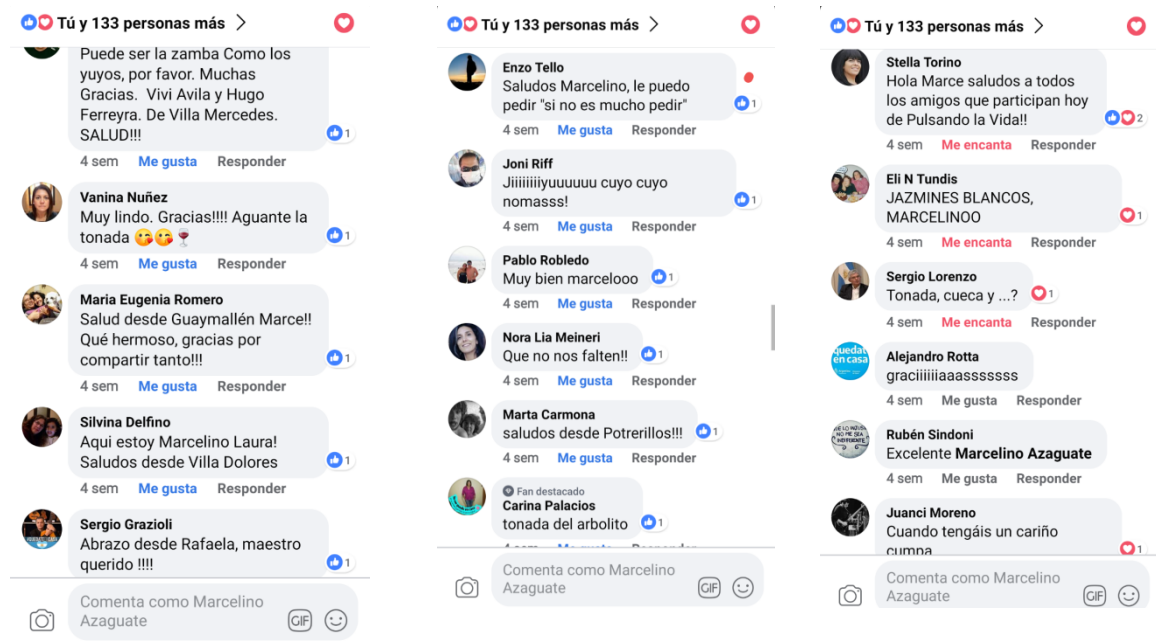 Tú y 133 personas más
Puede ser la zamba Como los
yuyos, por favor. Muchas
Gracias. Vivi Avila y Hugo
Ferreyra. De Villa Mercedes.
SALUD!!!
1
4 sem Me gusta Responder
Vanina Nuñez
Muy lindo. Gracias!!!! Aguante la
tonada 😘😘🍷
1
4 sem Me gusta Responder
Maria Eugenia Romero
Salud desde Guaymallén Marce!!
Qué hermoso, gracias por
compartir tanto!!!
1
4 sem Me gusta Responder
Silvina Delfino
Aqui estoy Marcelino Laura!
Saludos desde Villa Dolores
1
4 sem Me gusta Responder
Sergio Grazioli
Abrazo desde Rafaela, maestro
querido !!!!
1
Comenta como Marcelino
Azaguate
GIF
Tú y 133 personas más
Enzo Tello
Saludos Marcelino, le puedo
pedir "si no es mucho pedir"
1
4 sem Me gusta Responder
Joni Riff
Jiiiiiiiiyuuuuuu cuyo cuyo
nomasss!
1
4 sem Me gusta Responder
Pablo Robledo
Muy bien marcelooo
1
4 sem Me gusta Responder
Nora Lia Meineri
Que no nos falten!!
1
4 sem Me gusta Responder
Marta Carmona
saludos desde Potrerillos!!!
1
4 sem Me gusta Responder
Fan destacado
Carina Palacios
tonada del arbolito
1
4 sem Me gusta Responder
Comenta como Marcelino
Azaguate
GIF
Tú y 133 personas más
Stella Torino
Hola Marce saludos a todos
los amigos que participan hoy
de Pulsando la Vida!!
2
4 sem Me encanta Responder
Eli N Tundis
JAZMINES BLANCOS,
MARCELINOO
1
4 sem Me encanta Responder
Sergio Lorenzo
Tonada, cueca y ...?
1
4 sem Me encanta Responder
quedat
en casa
Alejandro Rotta
graciiiiiiaaasssssss
4 sem Me gusta Responder
Rubén Sindoni
Excelente Marcelino Azaguate
4 sem Me gusta Responder
Juanci Moreno
Cuando tengáis un cariño
cumpa
1
Comenta como Marcelino
Azaguate
GIF